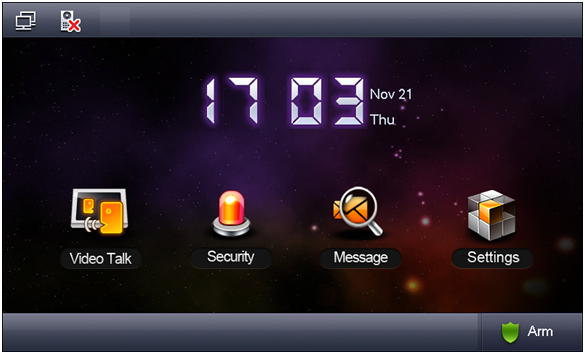 17 03
Nov 21
Thu
Video Talk
Security
Message
Settings
Arm